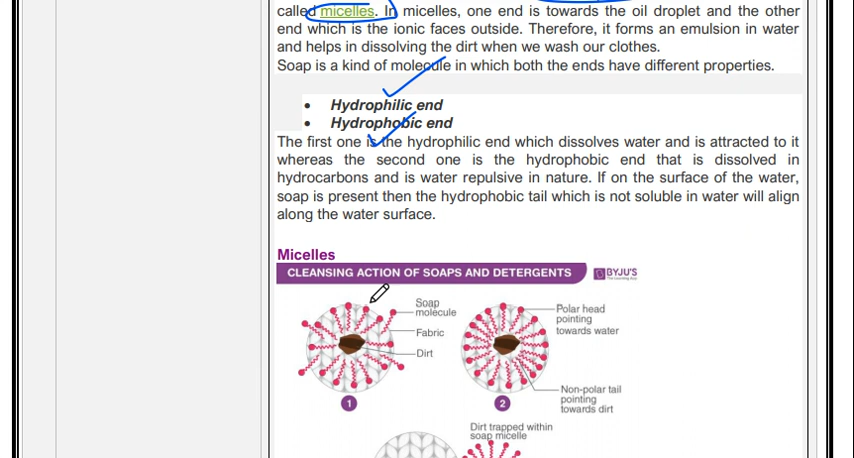 called micelles. In micelles, one end is towards the oil droplet and the other
end which is the ionic faces outside. Therefore, it forms an emulsion in water
and helps in dissolving the dirt when we wash our clothes.
Soap is a kind of molecule in which both the ends have different properties.
• Hydrophilic end
• Hydrophobic end
The first one is the hydrophilic end which dissolves water and is attracted to it
whereas the second one is the hydrophobic end that is dissolved in
hydrocarbons and is water repulsive in nature. If on the surface of the water,
soap is present then the hydrophobic tail which is not soluble in water will align
along the water surface.
Micelles
CLEANSING ACTION OF SOAPS AND DETERGENTS
BYJU'S
The Learning App
Soap
molecule
Fabric
Dirt
1
Polar head
pointing
towards water
Non-polar tail
pointing
towards dirt
2
Dirt trapped within
soap micelle